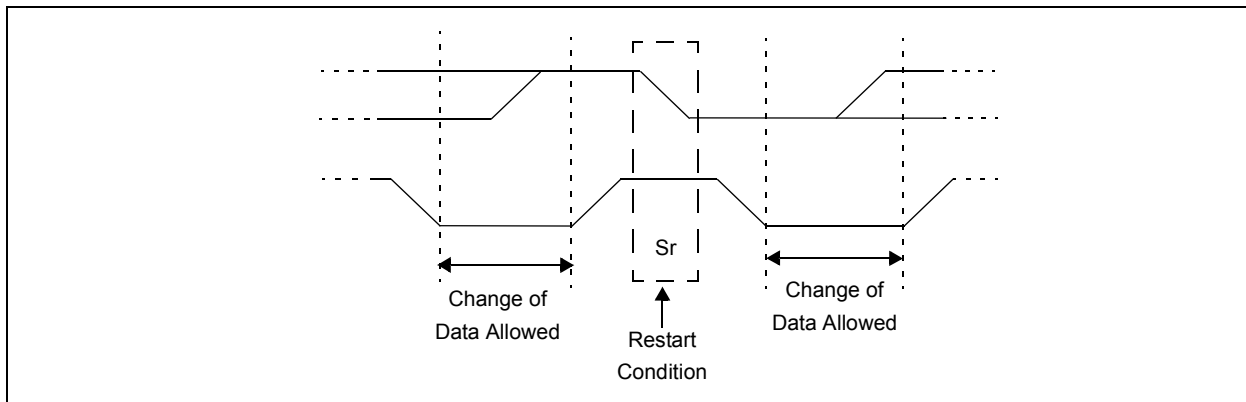 Sr
Change of
Data Allowed
Restart
Condition
Change of
Data Allowed